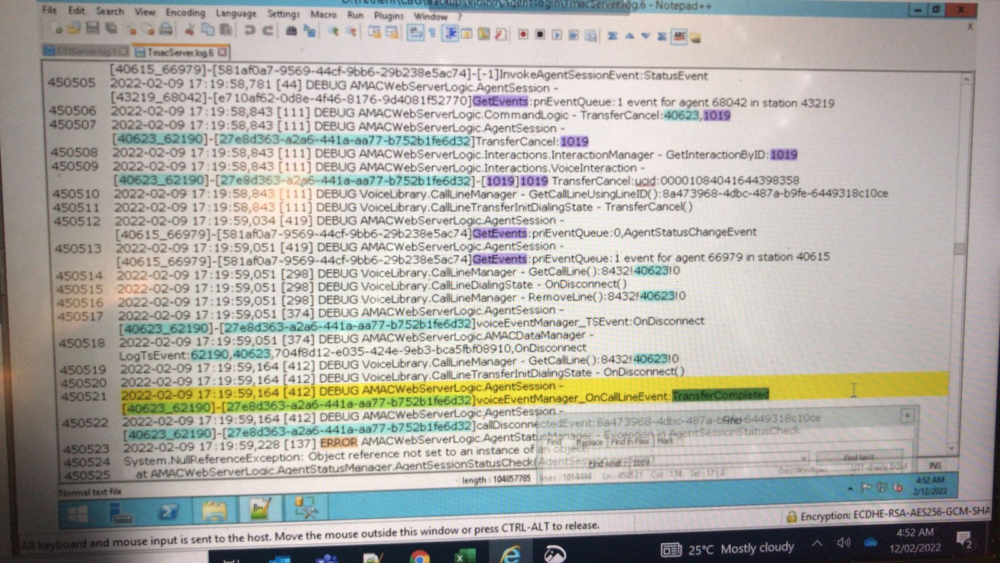 TmacServer.log.6 - Notepad++
File Edit Search View Encoding Language Settings Macro Run Plugins Window ?
X
TmacServer.log.6
[40615_66979]-[581af0a7-9569-44cf-9bb6-29b238e5ac74]-[-1]InvokeAgentSessionEvent:StatusEvent
450505 2022-02-09 17:19:58,781 [44] DEBUG AMACWebServerLogic.AgentSession -
[43219_68042]-[e710af62-0d8e-4f46-8176-9d4081f52770]GetEvents:priEventQueue:1 event for agent 68042 in station 43219
450506 2022-02-09 17:19:58,843 [111] DEBUG AMACWebServerLogic.CommandLogic - TransferCancel:40623,1019
450507 2022-02-09 17:19:58,843 [111] DEBUG AMACWebServerLogic.AgentSession -
[40623_62190]-[27e8d363-a2a6-441a-aa77-b752b1fe6d32]TransferCancel:1019
450508 2022-02-09 17:19:58,843 [111] DEBUG AMACWebServerLogic.Interactions.InteractionManager - GetInteractionByID:1019
450509 2022-02-09 17:19:58,843 [111] DEBUG AMACWebServerLogic.Interactions.VoiceInteraction -
[40623_62190]-[27e8d363-a2a6-441a-aa77-b752b1fe6d32]-[1019]1019 TransferCancel:ucid:00001084041644398358
450510 2022-02-09 17:19:58,843 [111] DEBUG VoiceLibrary.CallLineManager - GetCallLineUsingLineID():8a473968-4dbc-487a-b9fe-6449318c10ce
450511 2022-02-09 17:19:58,843 [111] DEBUG VoiceLibrary.CallLineTransferInitDialingState - TransferCancel()
450512 2022-02-09 17:19:59,034 [419] DEBUG AMACWebServerLogic.AgentSession -
[40615_66979]-[581af0a7-9569-44cf-9bb6-29b238e5ac74]GetEvents:priEventQueue:0,AgentStatusChangeEvent
450513 2022-02-09 17:19:59,051 [419] DEBUG AMACWebServerLogic.AgentSession -
[40615_66979]-[581af0a7-9569-44cf-9bb6-29b238e5ac74]GetEvents:priEventQueue:1 event for agent 66979 in station 40615
450514 2022-02-09 17:19:59,051 [298] DEBUG VoiceLibrary.CallLineManager - GetCallLine():8432!40623!0
450515 2022-02-09 17:19:59,051 [298] DEBUG VoiceLibrary.CallLineDialingState - OnDisconnect()
450516 2022-02-09 17:19:59,051 [298] DEBUG VoiceLibrary.CallLineManager - RemoveLine():8432!40623!0
450517 2022-02-09 17:19:59,051 [374] DEBUG AMACWebServerLogic.AgentSession -
[40623_62190]-[27e8d363-a2a6-441a-aa77-b752b1fe6d32]voiceEventManager_TSEvent:OnDisconnect
450518 2022-02-09 17:19:59,051 [374] DEBUG AMACWebServerLogic.AMACDataManager -
LogTsEvent:62190,40623,704f8d12-e035-424e-9eb3-bca5fbf08910,OnDisconnect
450519 2022-02-09 17:19:59,164 [412] DEBUG VoiceLibrary.CallLineManager - GetCallLine():8432!40623!0
450520 2022-02-09 17:19:59,164 [412] DEBUG VoiceLibrary.CallLineTransferInitDialingState - OnDisconnect()
450521 2022-02-09 17:19:59,164 [412] DEBUG AMACWebServerLogic.AgentSession -
[40623_62190]-[27e8d363-a2a6-441a-aa77-b752b1fe6d32]voiceEventManager_OnCallLineEvent:TransferCompleted
450522 2022-02-09 17:19:59,164 [412] DEBUG AMACWebServerLogic.AgentSession -
[40623_62190]-[27e8d363-a2a6-441a-aa77-b752b1fe6d32]callDisconnectedEvent:8a473968-4dbc-487a-b9fe-6449318c10ce
450523 2022-02-09 17:19:59,228 [137] ERROR AMACWebServerLogic.AgentStatusManager - Exception in AgentSessionStatusCheck
Find Replace Find in Files Mark
450524 System.NullReferenceException: Object reference not set to an instance of an object.
450525 at AMACWebServerLogic.AgentStatusManager.AgentSessionStatusCheck(AgentSession session)
Find what : 1019
Find Next
Normal text file length : 104857785 lines : 1014444 Ln : 450521 Col : 174 Sel : 17 | 0 Dos\Windows UTF-8 w/o BOM INS
4:52 AM
2/12/2022
Encryption: ECDHE-RSA-AES256-GCM-SHA
All keyboard and mouse input is sent to the host. Move the mouse outside this window or press CTRL-ALT to release.
25°C Mostly cloudy
4:52 AM
12/02/2022
2